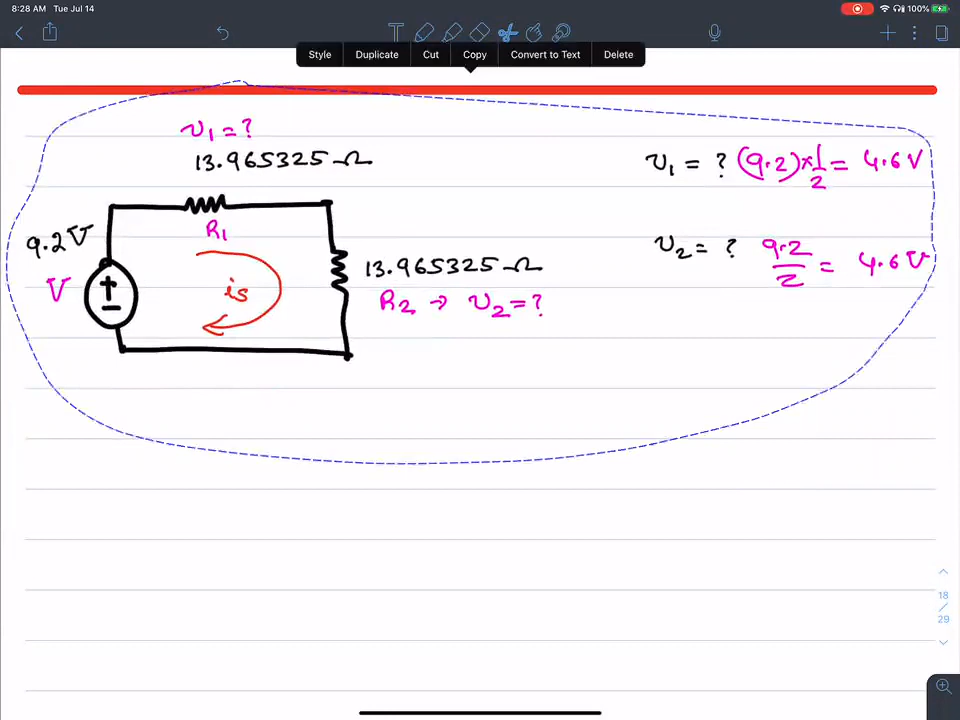 8:28 AM Tue Jul 14
100%
Style Duplicate Cut Copy Convert to Text Delete
v₁ = ?
13.965325 Ω
v₁ = ? (9.2) × 1/2 = 4.6 V
9.2 V
R₁
v₂ = ? 9.2/2 = 4.6 V
V
+
−
is
13.965325 Ω
R₂ → v₂ = ?
18
/
29